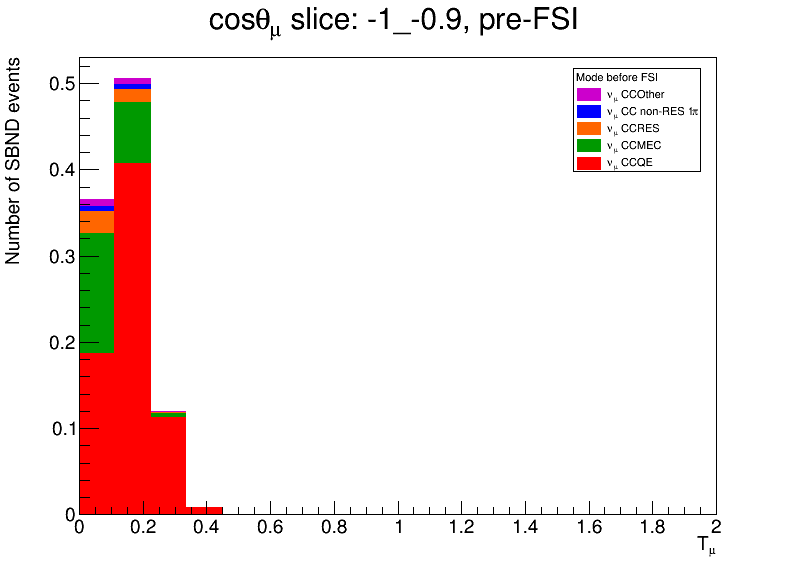 cosθμ slice: -1_-0.9, pre-FSI
Number of SBND events
0.5
0.4
0.3
0.2
0.1
0
Mode before FSI
νμ CCOther
νμ CC non-RES 1π
νμ CCRES
νμ CCMEC
νμ CCQE
0 0.2 0.4 0.6 0.8 1 1.2 1.4 1.6 1.8 2
Tμ